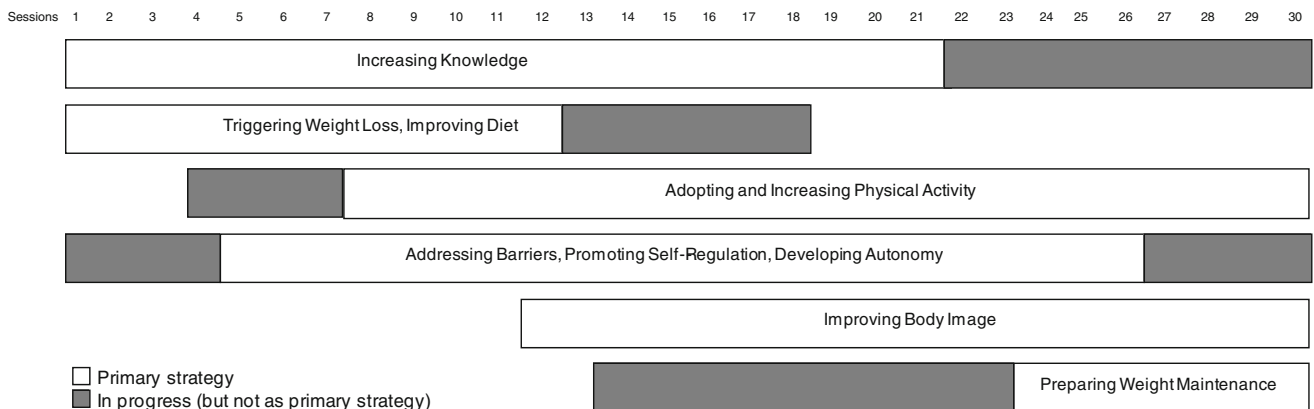 Sessions 1 2 3 4 5 6 7 8 9 10 11 12 13 14 15 16 17 18 19 20 21 22 23 24 25 26 27 28 29 30
Increasing Knowledge
Triggering Weight Loss, Improving Diet
Adopting and Increasing Physical Activity
Addressing Barriers, Promoting Self-Regulation, Developing Autonomy
Improving Body Image
Preparing Weight Maintenance
Primary strategy
In progress (but not as primary strategy)